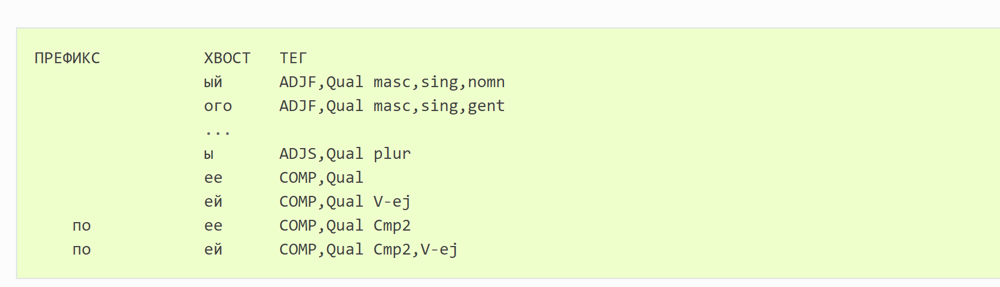 ПРЕФИКС ХВОСТ ТЕГ
ый ADJF,Qual masc,sing,nomn
ого ADJF,Qual masc,sing,gent
...
ы ADJS,Qual plur
ее COMP,Qual
ей COMP,Qual V-ej
по ее COMP,Qual Cmp2
по ей COMP,Qual Cmp2,V-ej